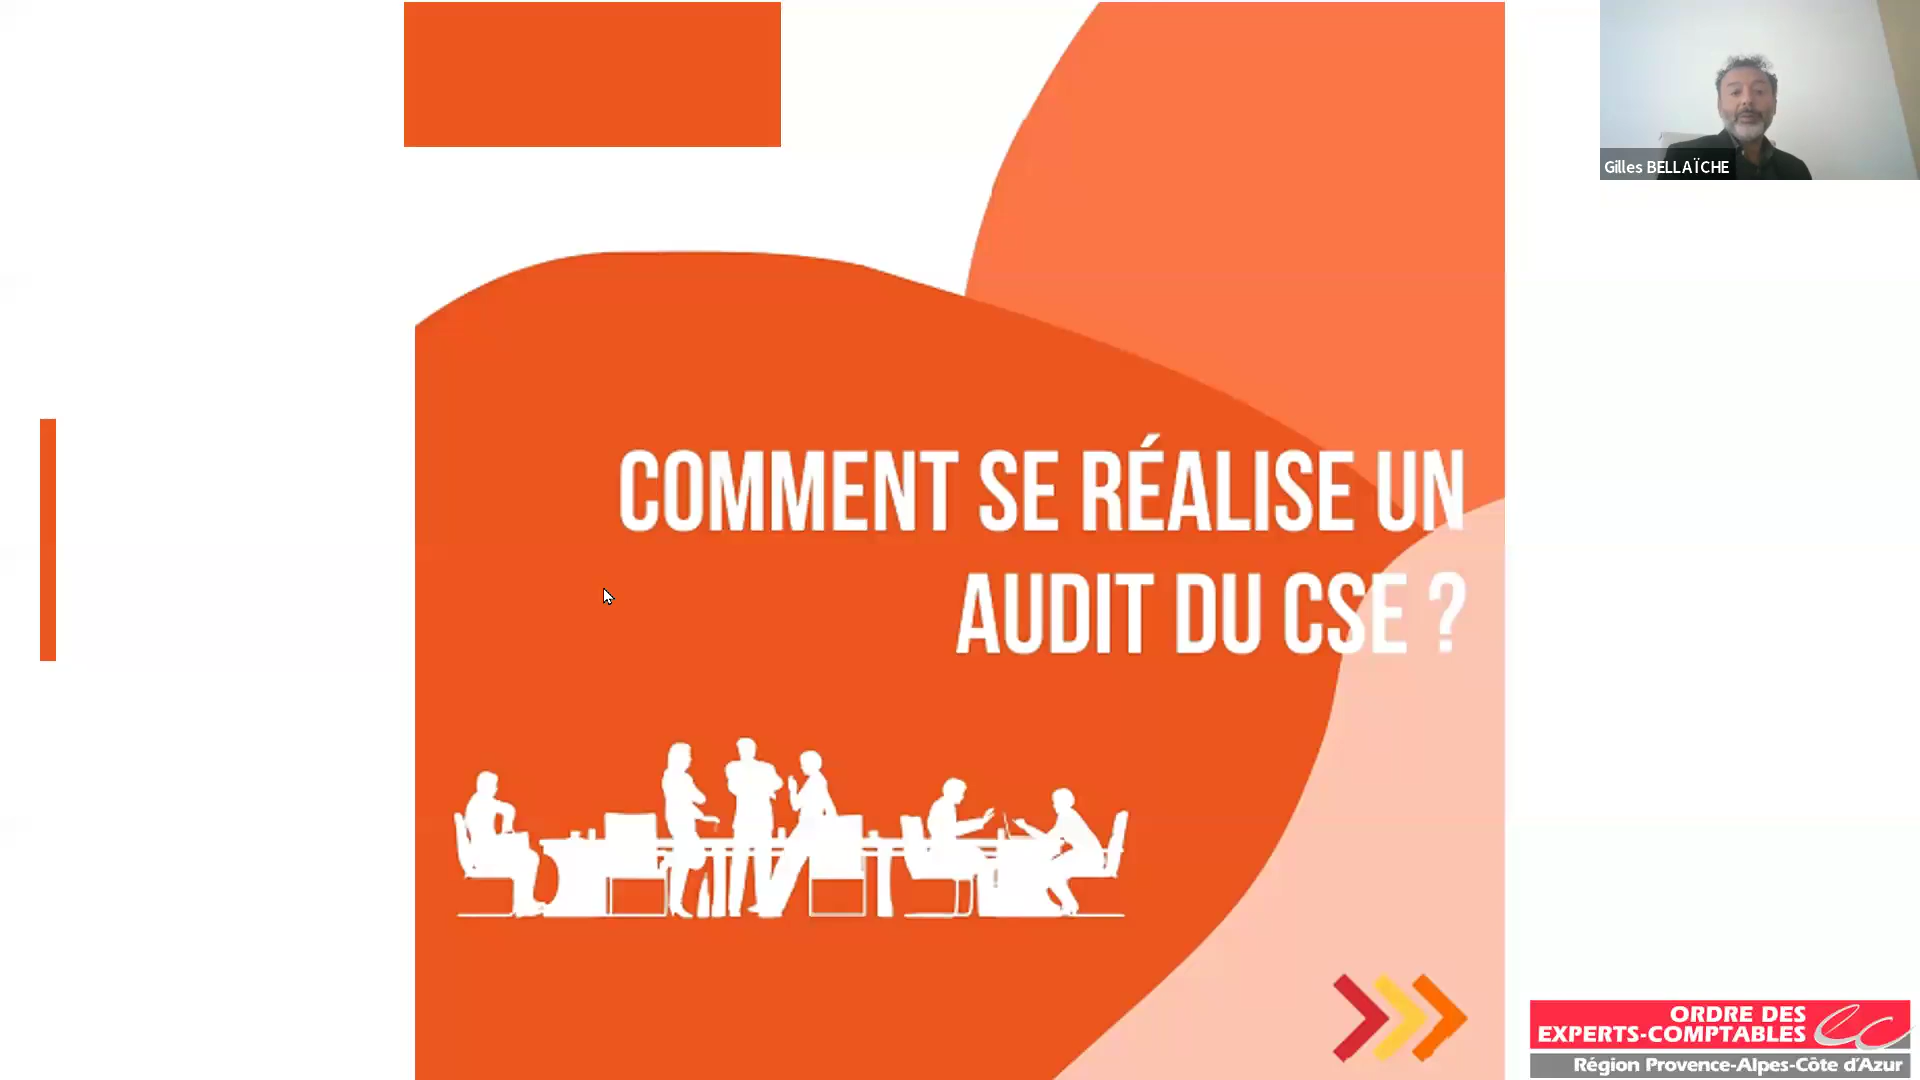 Gilles BELLAÏCHE
COMMENT SE RÉALISE UN
AUDIT DU CSE ?
ORDRE DES
EXPERTS-COMPTABLES
Région Provence-Alpes-Côte d'Azur